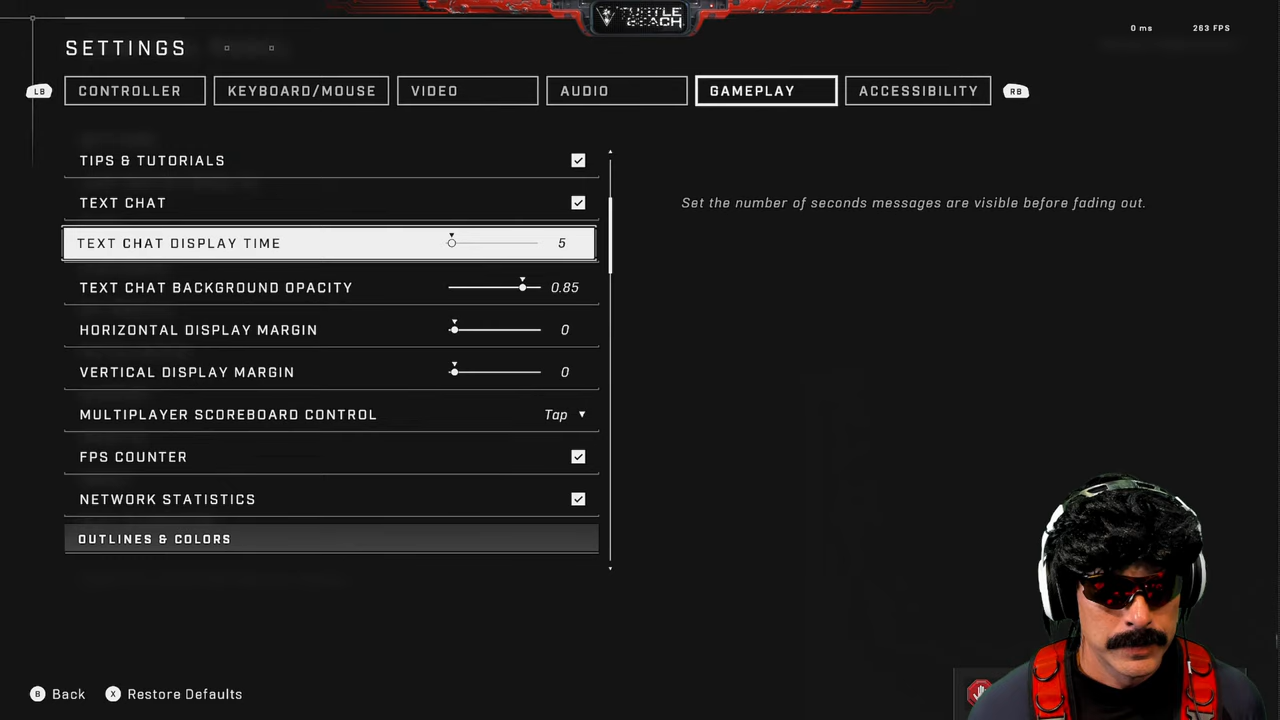 TURTLE
BEACH
0 ms 263 FPS
SETTINGS
LB CONTROLLER KEYBOARD/MOUSE VIDEO AUDIO GAMEPLAY ACCESSIBILITY RB
TIPS & TUTORIALS
TEXT CHAT
Set the number of seconds messages are visible before fading out.
TEXT CHAT DISPLAY TIME 5
TEXT CHAT BACKGROUND OPACITY 0.85
HORIZONTAL DISPLAY MARGIN 0
VERTICAL DISPLAY MARGIN 0
MULTIPLAYER SCOREBOARD CONTROL Tap
FPS COUNTER
NETWORK STATISTICS
OUTLINES & COLORS
B Back X Restore Defaults